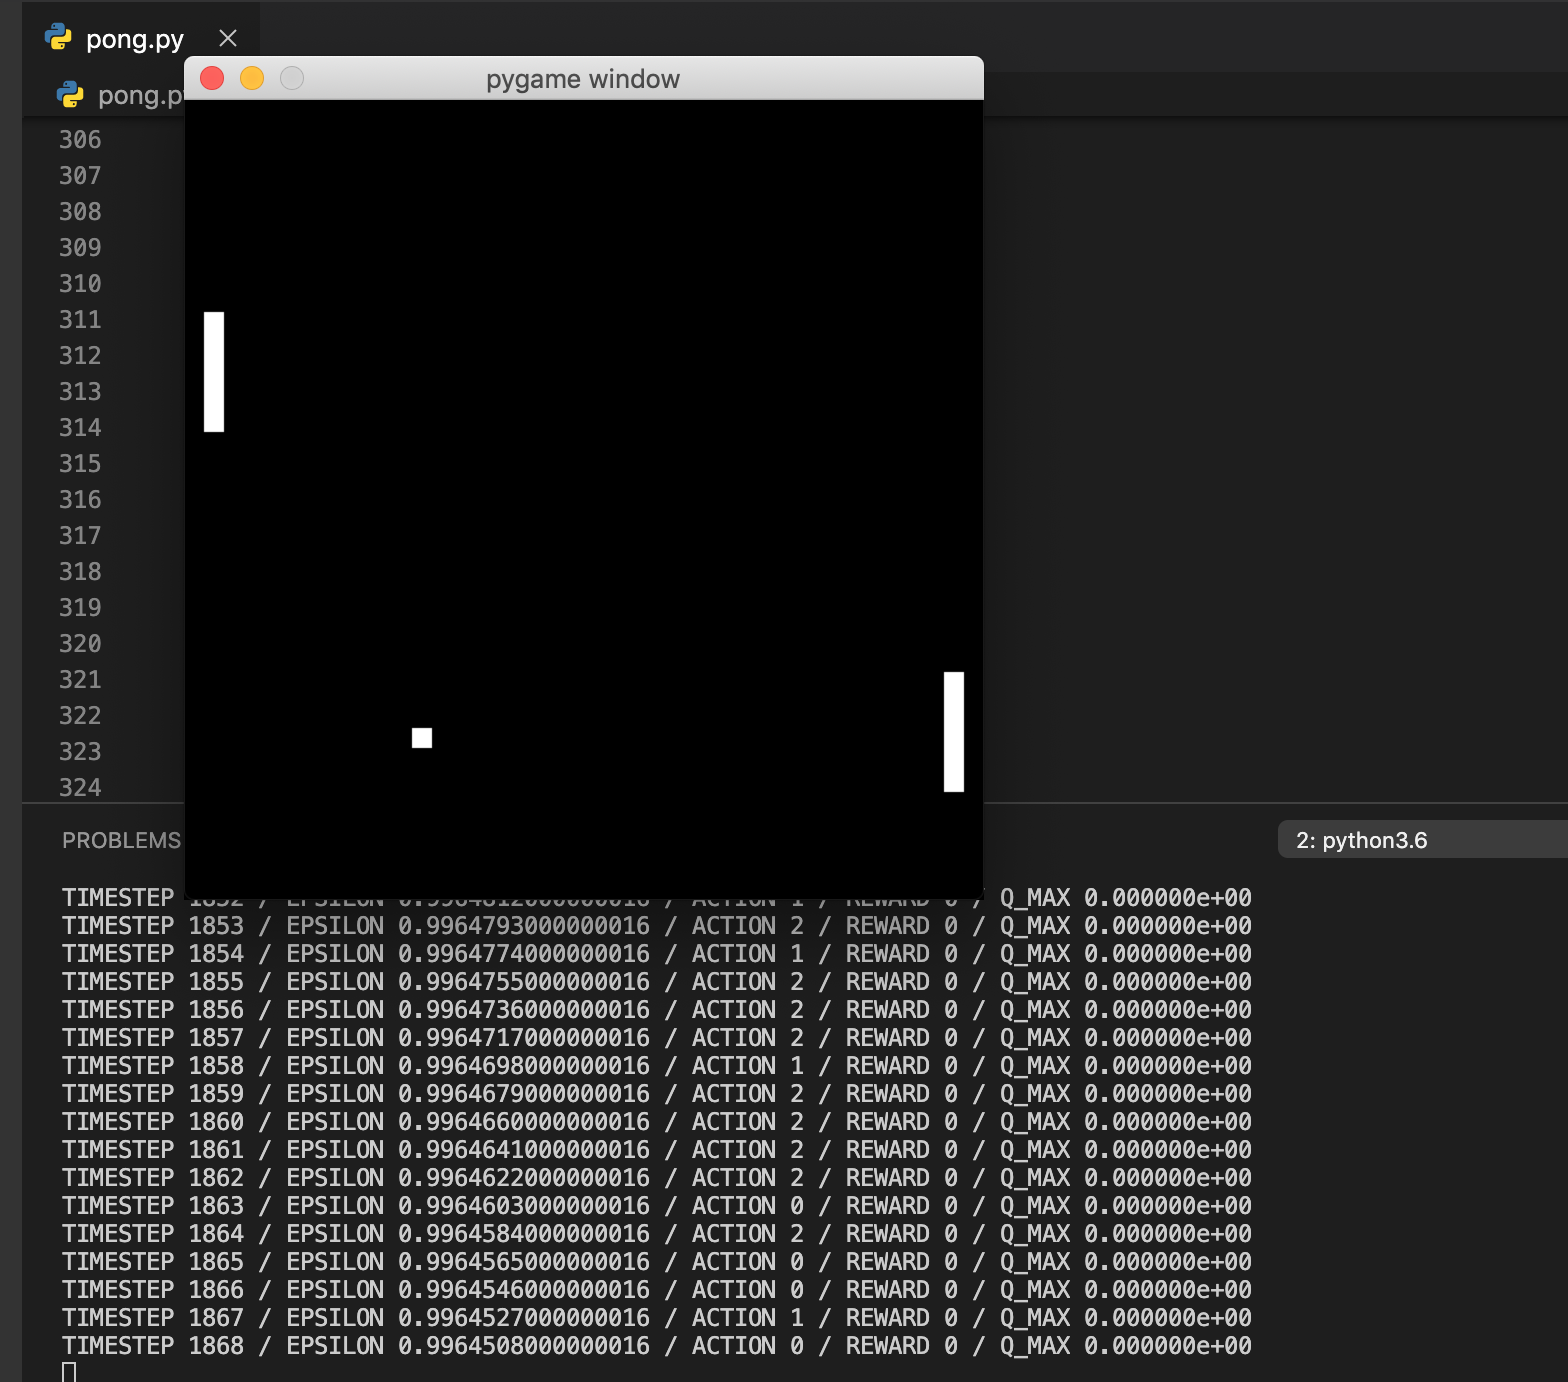 pong.py
pygame window
pong.p
306
307
308
309
310
311
312
313
314
315
316
317
318
319
320
321
322
323
324
PROBLEMS
2: python3.6
TIMESTEP 1852 / EPSILON 0.9964812000000016 / ACTION 1 / REWARD 0 / Q_MAX 0.000000e+00
TIMESTEP 1853 / EPSILON 0.9964793000000016 / ACTION 2 / REWARD 0 / Q_MAX 0.000000e+00
TIMESTEP 1854 / EPSILON 0.9964774000000016 / ACTION 1 / REWARD 0 / Q_MAX 0.000000e+00
TIMESTEP 1855 / EPSILON 0.9964755000000016 / ACTION 2 / REWARD 0 / Q_MAX 0.000000e+00
TIMESTEP 1856 / EPSILON 0.9964736000000016 / ACTION 2 / REWARD 0 / Q_MAX 0.000000e+00
TIMESTEP 1857 / EPSILON 0.9964717000000016 / ACTION 2 / REWARD 0 / Q_MAX 0.000000e+00
TIMESTEP 1858 / EPSILON 0.9964698000000016 / ACTION 1 / REWARD 0 / Q_MAX 0.000000e+00
TIMESTEP 1859 / EPSILON 0.9964679000000016 / ACTION 2 / REWARD 0 / Q_MAX 0.000000e+00
TIMESTEP 1860 / EPSILON 0.9964660000000016 / ACTION 2 / REWARD 0 / Q_MAX 0.000000e+00
TIMESTEP 1861 / EPSILON 0.9964641000000016 / ACTION 2 / REWARD 0 / Q_MAX 0.000000e+00
TIMESTEP 1862 / EPSILON 0.9964622000000016 / ACTION 2 / REWARD 0 / Q_MAX 0.000000e+00
TIMESTEP 1863 / EPSILON 0.9964603000000016 / ACTION 0 / REWARD 0 / Q_MAX 0.000000e+00
TIMESTEP 1864 / EPSILON 0.9964584000000016 / ACTION 2 / REWARD 0 / Q_MAX 0.000000e+00
TIMESTEP 1865 / EPSILON 0.9964565000000016 / ACTION 0 / REWARD 0 / Q_MAX 0.000000e+00
TIMESTEP 1866 / EPSILON 0.9964546000000016 / ACTION 0 / REWARD 0 / Q_MAX 0.000000e+00
TIMESTEP 1867 / EPSILON 0.9964527000000016 / ACTION 1 / REWARD 0 / Q_MAX 0.000000e+00
TIMESTEP 1868 / EPSILON 0.9964508000000016 / ACTION 0 / REWARD 0 / Q_MAX 0.000000e+00